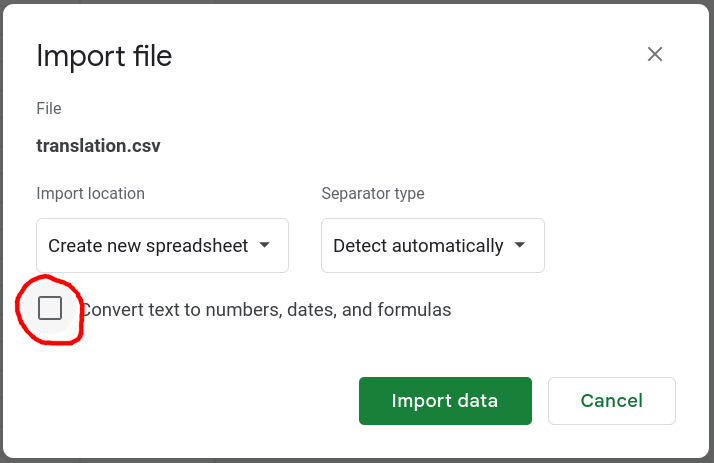 Import file
File
translation.csv
Import location
Separator type
Create new spreadsheet
Detect automatically
Convert text to numbers, dates, and formulas
Import data
Cancel